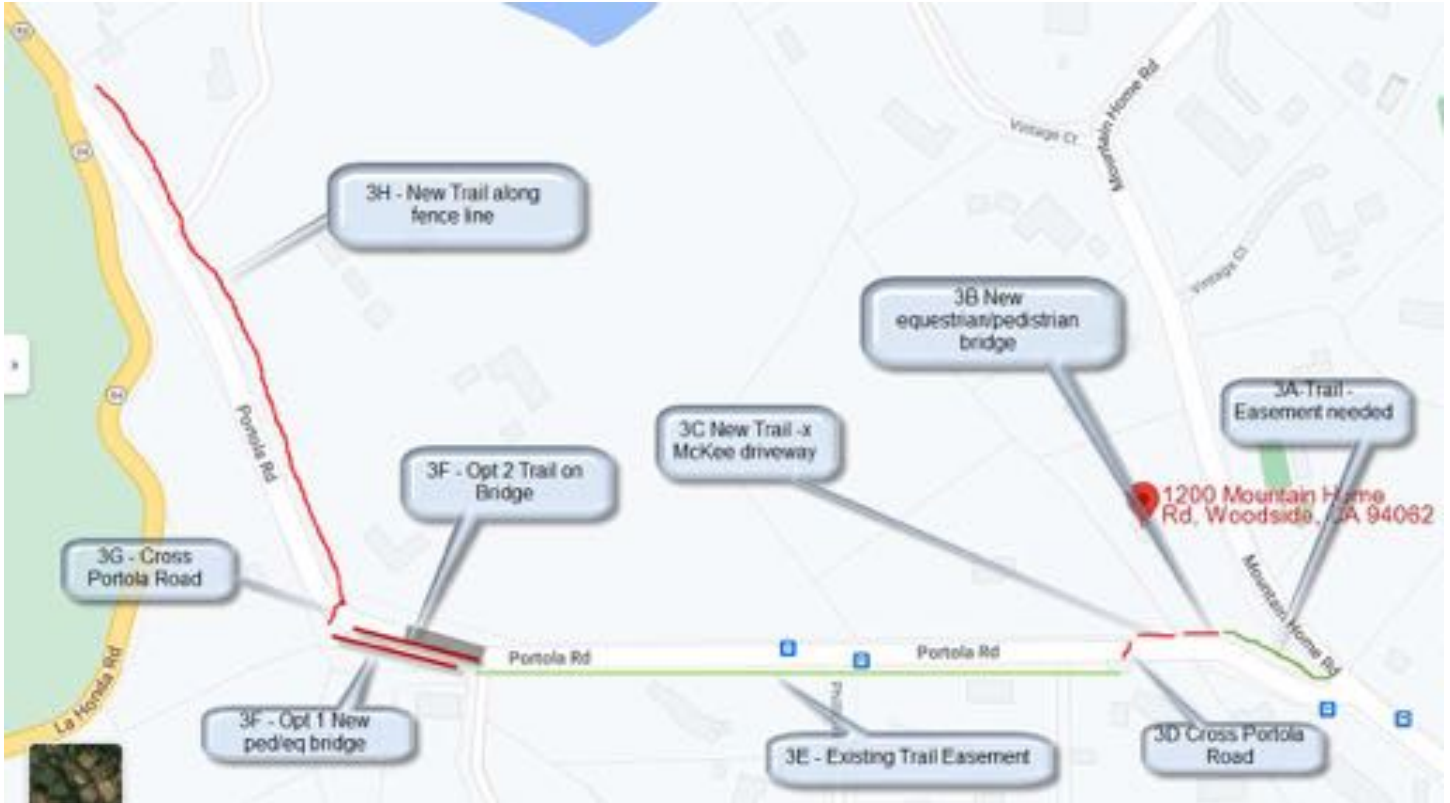 84
84
84
3H - New Trail along
fence line
Vintage Ct
Mountain Home Rd
Vintage Ct
3B New
equestrian/pedistrian
bridge
3A-Trail -
Easement needed
Portola Rd
3C New Trail -x
McKee driveway
3F - Opt 2 Trail on
Bridge
1200 Mountain Home
Rd, Woodside, CA 94062
3G - Cross
Portola Road
Mountain Home Rd
Portola Rd
Portola Rd
La Honda Rd
3F - Opt 1 New
ped/eq bridge
3E - Existing Trail Easement
3D Cross Portola
Road